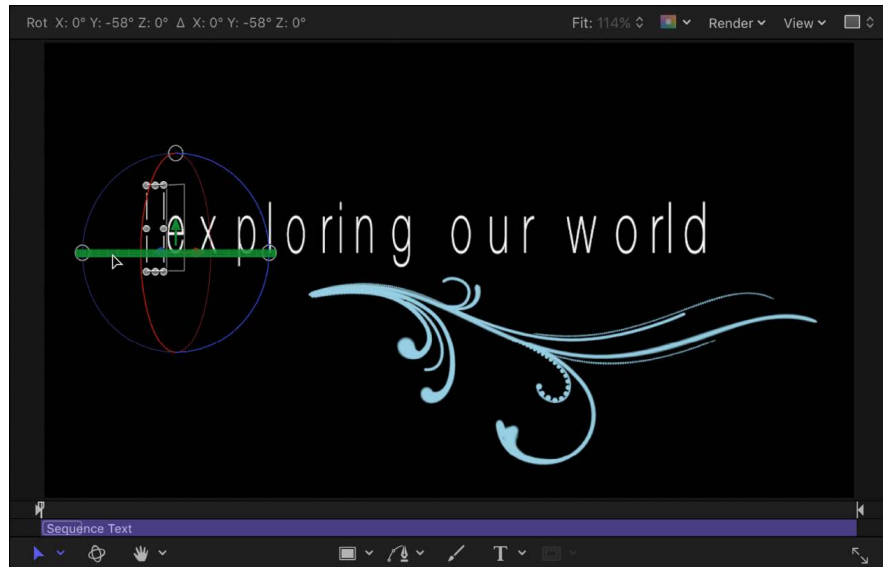 Rot X: 0° Y: -58° Z: 0° Δ X: 0° Y: -58° Z: 0° Fit: 114% Render View
exploring our world
Sequence Text
T